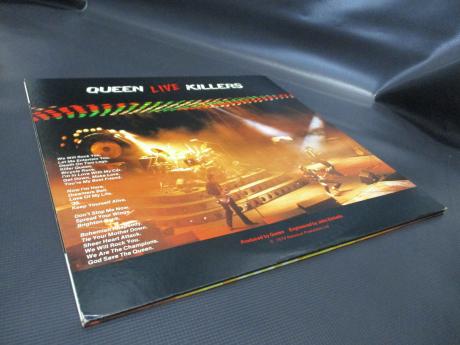 QUEEN LIVE KILLERS
We Will Rock You.
Let Me Entertain You.
Death On Two Legs.
Killer Queen.
Bicycle Race.
I'm In Love With My Car.
Get Down, Make Love.
You're My Best Friend.
Now I'm Here.
Dreamers Ball.
Love Of My Life.
'39.
Keep Yourself Alive.
Don't Stop Me Now.
Spread Your Wings.
Brighton Rock.
Bohemian Rhapsody.
Tie Your Mother Down.
Sheer Heart Attack.
We Will Rock You.
We Are The Champions.
God Save The Queen.
Produced by Queen
1979